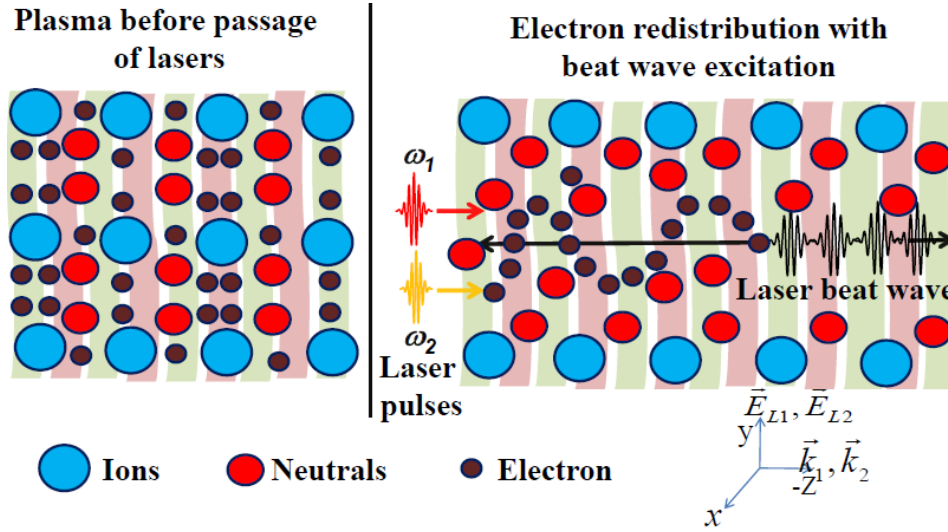 Plasma before passage
of lasers
Electron redistribution with
beat wave excitation
ω1
ω2
Laser
pulses
Laser beat wave
Ions
Neutrals
Electron
E⃗L1, E⃗L2
y
k⃗1, k⃗2
-Z
x